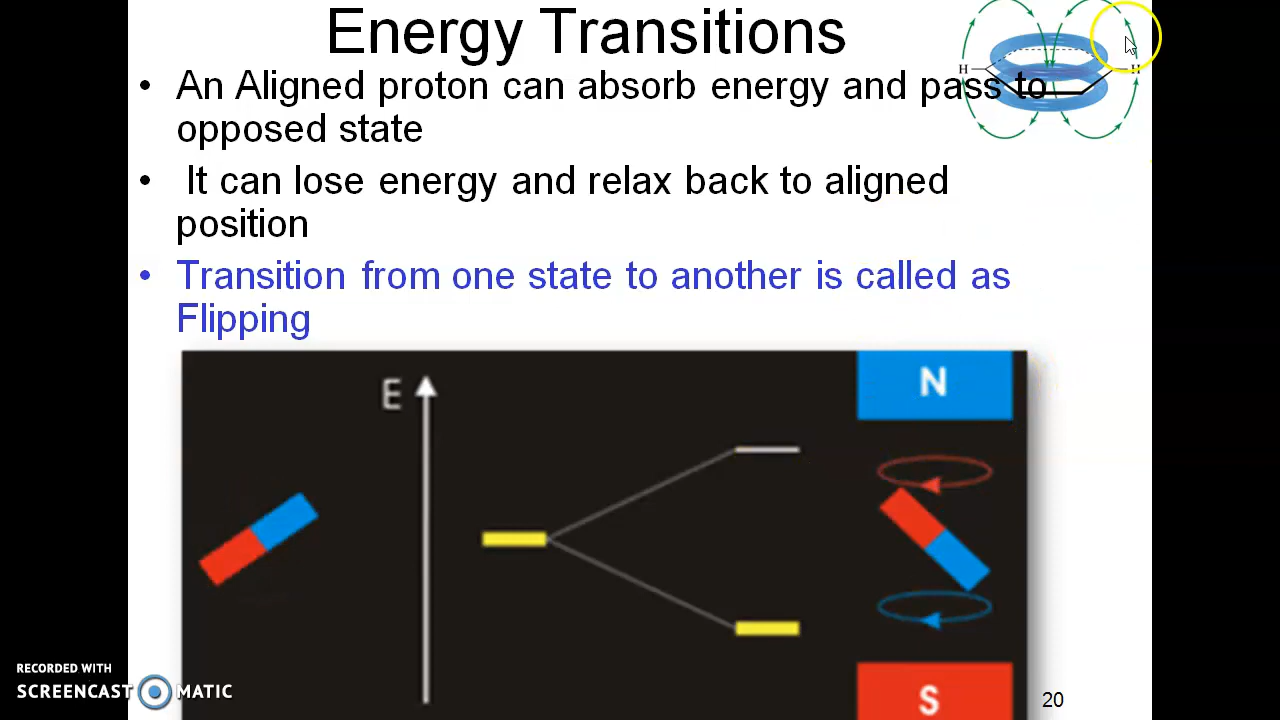 Energy Transitions
H
H
• An Aligned proton can absorb energy and pass to
opposed state
• It can lose energy and relax back to aligned
position
• Transition from one state to another is called as
Flipping
E
N
S
RECORDED WITH
SCREENCAST MATIC
20